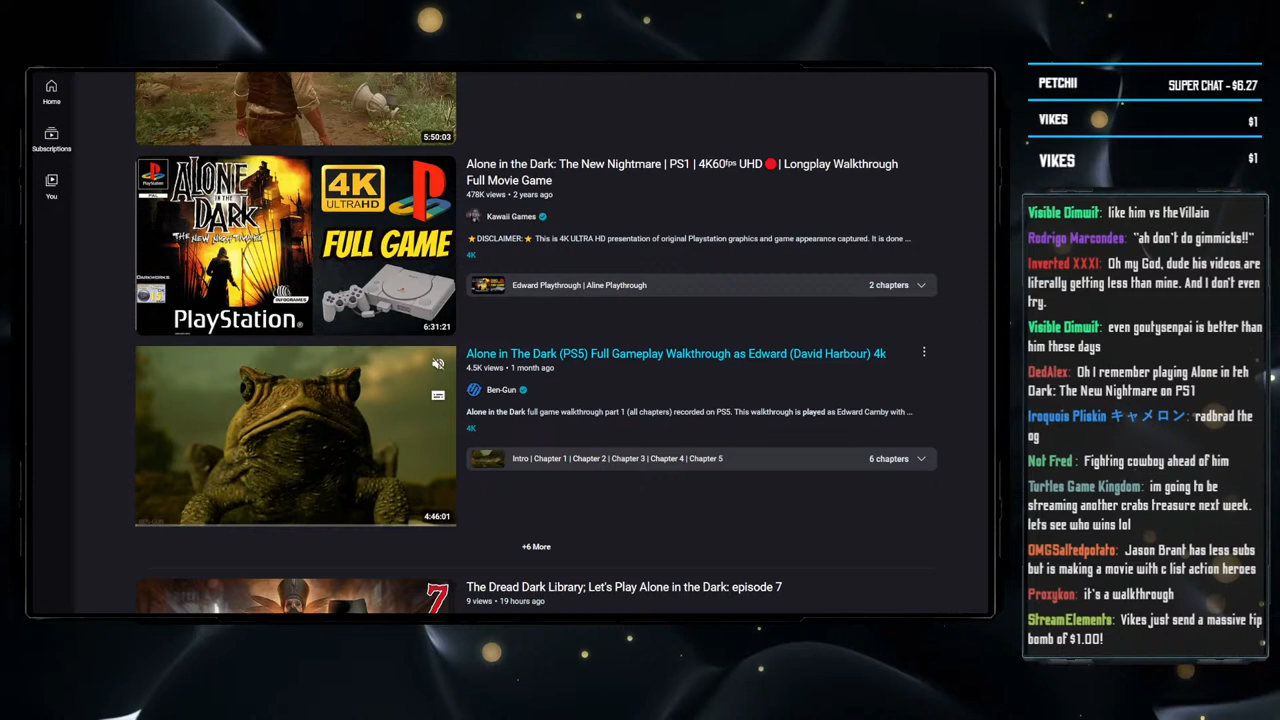 Home
Subscriptions
You
5:50:03
PlayStation
PAL
ALONE
IN THE
DARK
THE NEW NIGHTMARE
DARKWORKS
INFOGRAMES
PlayStation®
4K
ULTRA HD
FULL GAME
6:31:21
Alone in the Dark: The New Nightmare | PS1 | 4K60ᶠᵖˢ UHD 🔴 | Longplay Walkthrough
Full Movie Game
478K views • 2 years ago
Kawaii Games
⭐DISCLAIMER:⭐ This is 4K ULTRA HD presentation of original Playstation graphics and game appearance captured. It is done ...
4K
Edward Playthrough | Aline Playthrough
2 chapters
4:46:01
Alone in The Dark (PS5) Full Gameplay Walkthrough as Edward (David Harbour) 4k
4.5K views • 1 month ago
Ben-Gun
Alone in the Dark full game walkthrough part 1 (all chapters) recorded on PS5. This walkthrough is played as Edward Carnby with ...
4K
Intro | Chapter 1 | Chapter 2 | Chapter 3 | Chapter 4 | Chapter 5
6 chapters
+6 More
7
The Dread Dark Library; Let's Play Alone in the Dark: episode 7
9 views • 19 hours ago
PETCHII
SUPER CHAT - $6.27
VIKES
$1
VIKES
$1
Visible Dimwit: like him vs theVillain
Rodrigo Marcondes: "ah don't do gimmicks!!"
Inverted XXXI: Oh my God, dude his videos are
literally getting less than mine. And I don't even
try.
Visible Dimwit: even goutysenpai is better than
him these days
DedAlex: Oh I remember playing Alone in teh
Dark: The New Nightmare on PS1
Iroquois Pliskin キャメロン: radbrad the
og
Not Fred : Fighting cowboy ahead of him
Turtles Game Kingdom: im going to be
streaming another crabs treasure next week.
lets see who wins lol
OMGSaltedpotato: Jason Brant has less subs
but is making a movie with c list action heroes
Proxykon: it's a walkthrough
StreamElements: Vikes just send a massive tip
bomb of $1.00!